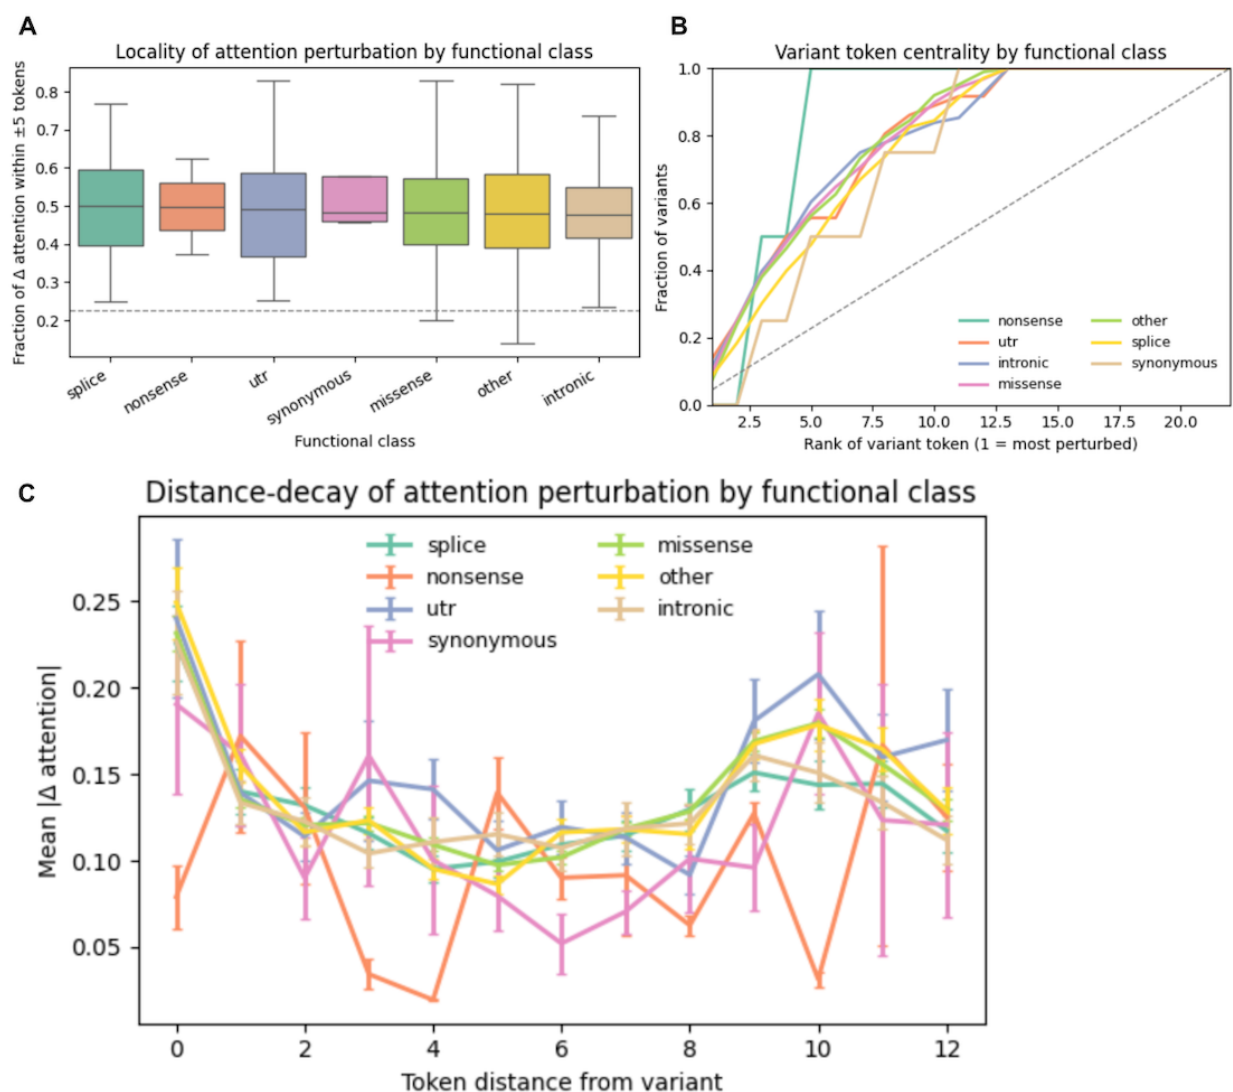 A
Locality of attention perturbation by functional class
Fraction of Δ attention within ±5 tokens
0.8
0.7
0.6
0.5
0.4
0.3
0.2
splice
nonsense
utr
synonymous
missense
other
intronic
Functional class
B
Variant token centrality by functional class
Fraction of variants
1.0
0.8
0.6
0.4
0.2
0.0
nonsense
utr
intronic
missense
other
splice
synonymous
2.5 5.0 7.5 10.0 12.5 15.0 17.5 20.0
Rank of variant token (1 = most perturbed)
C
Distance-decay of attention perturbation by functional class
Mean |Δ attention|
0.25
0.20
0.15
0.10
0.05
splice
nonsense
utr
synonymous
missense
other
intronic
0 2 4 6 8 10 12
Token distance from variant